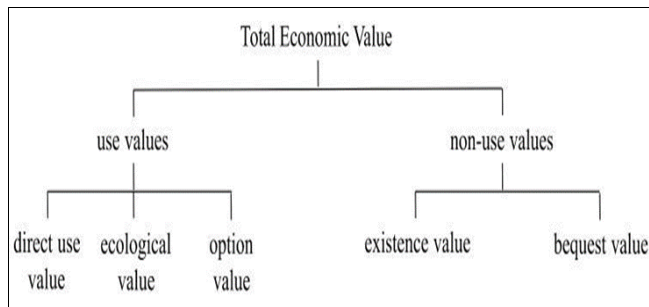 Total Economic Value
use values
non-use values
direct use
value
ecological
value
option
value
existence value
bequest value